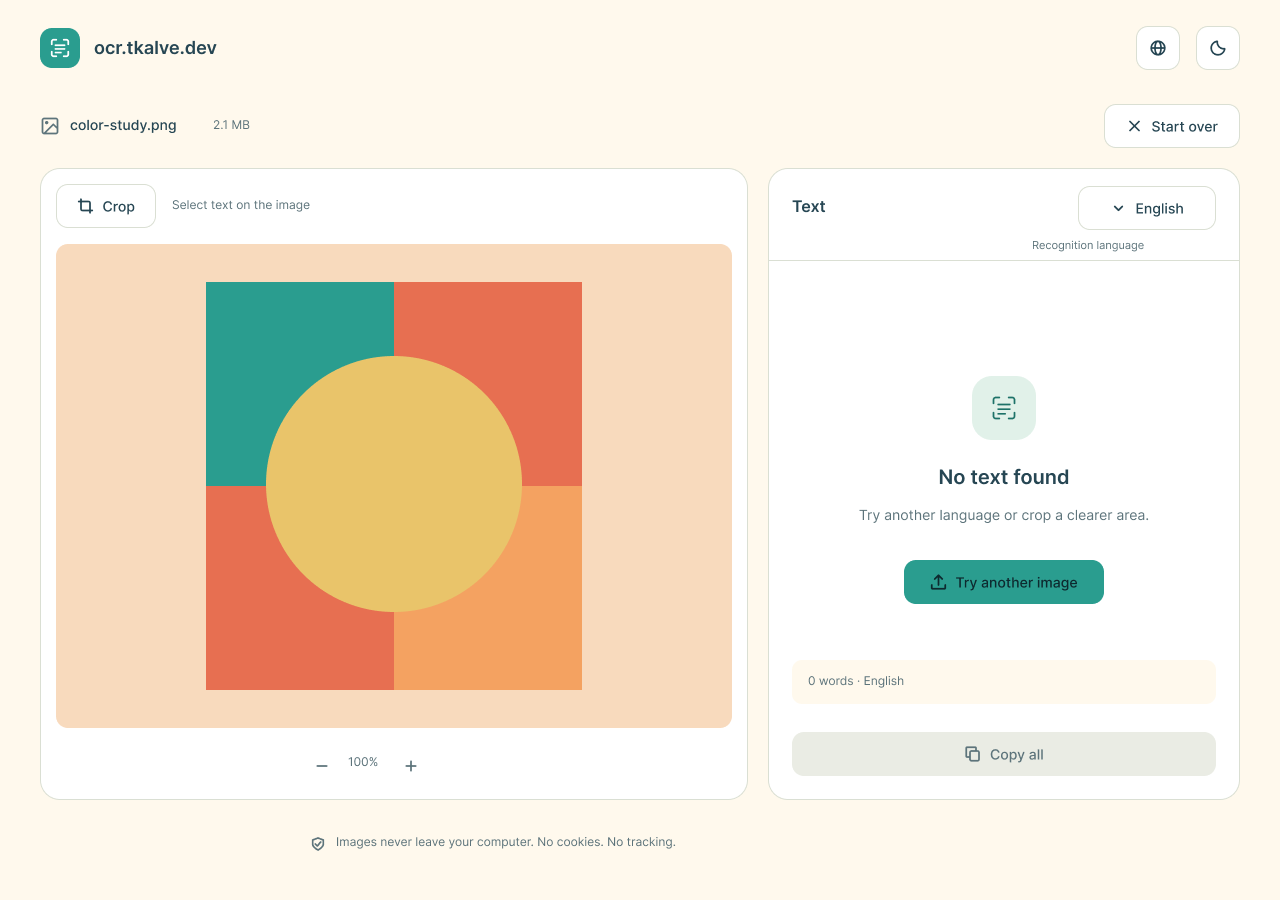 ocr.tkalve.dev
color-study.png 2.1 MB
Start over
Crop
Select text on the image
Text
English
Recognition language
No text found
Try another language or crop a clearer area.
Try another image
0 words · English
Copy all
100%
Images never leave your computer. No cookies. No tracking.